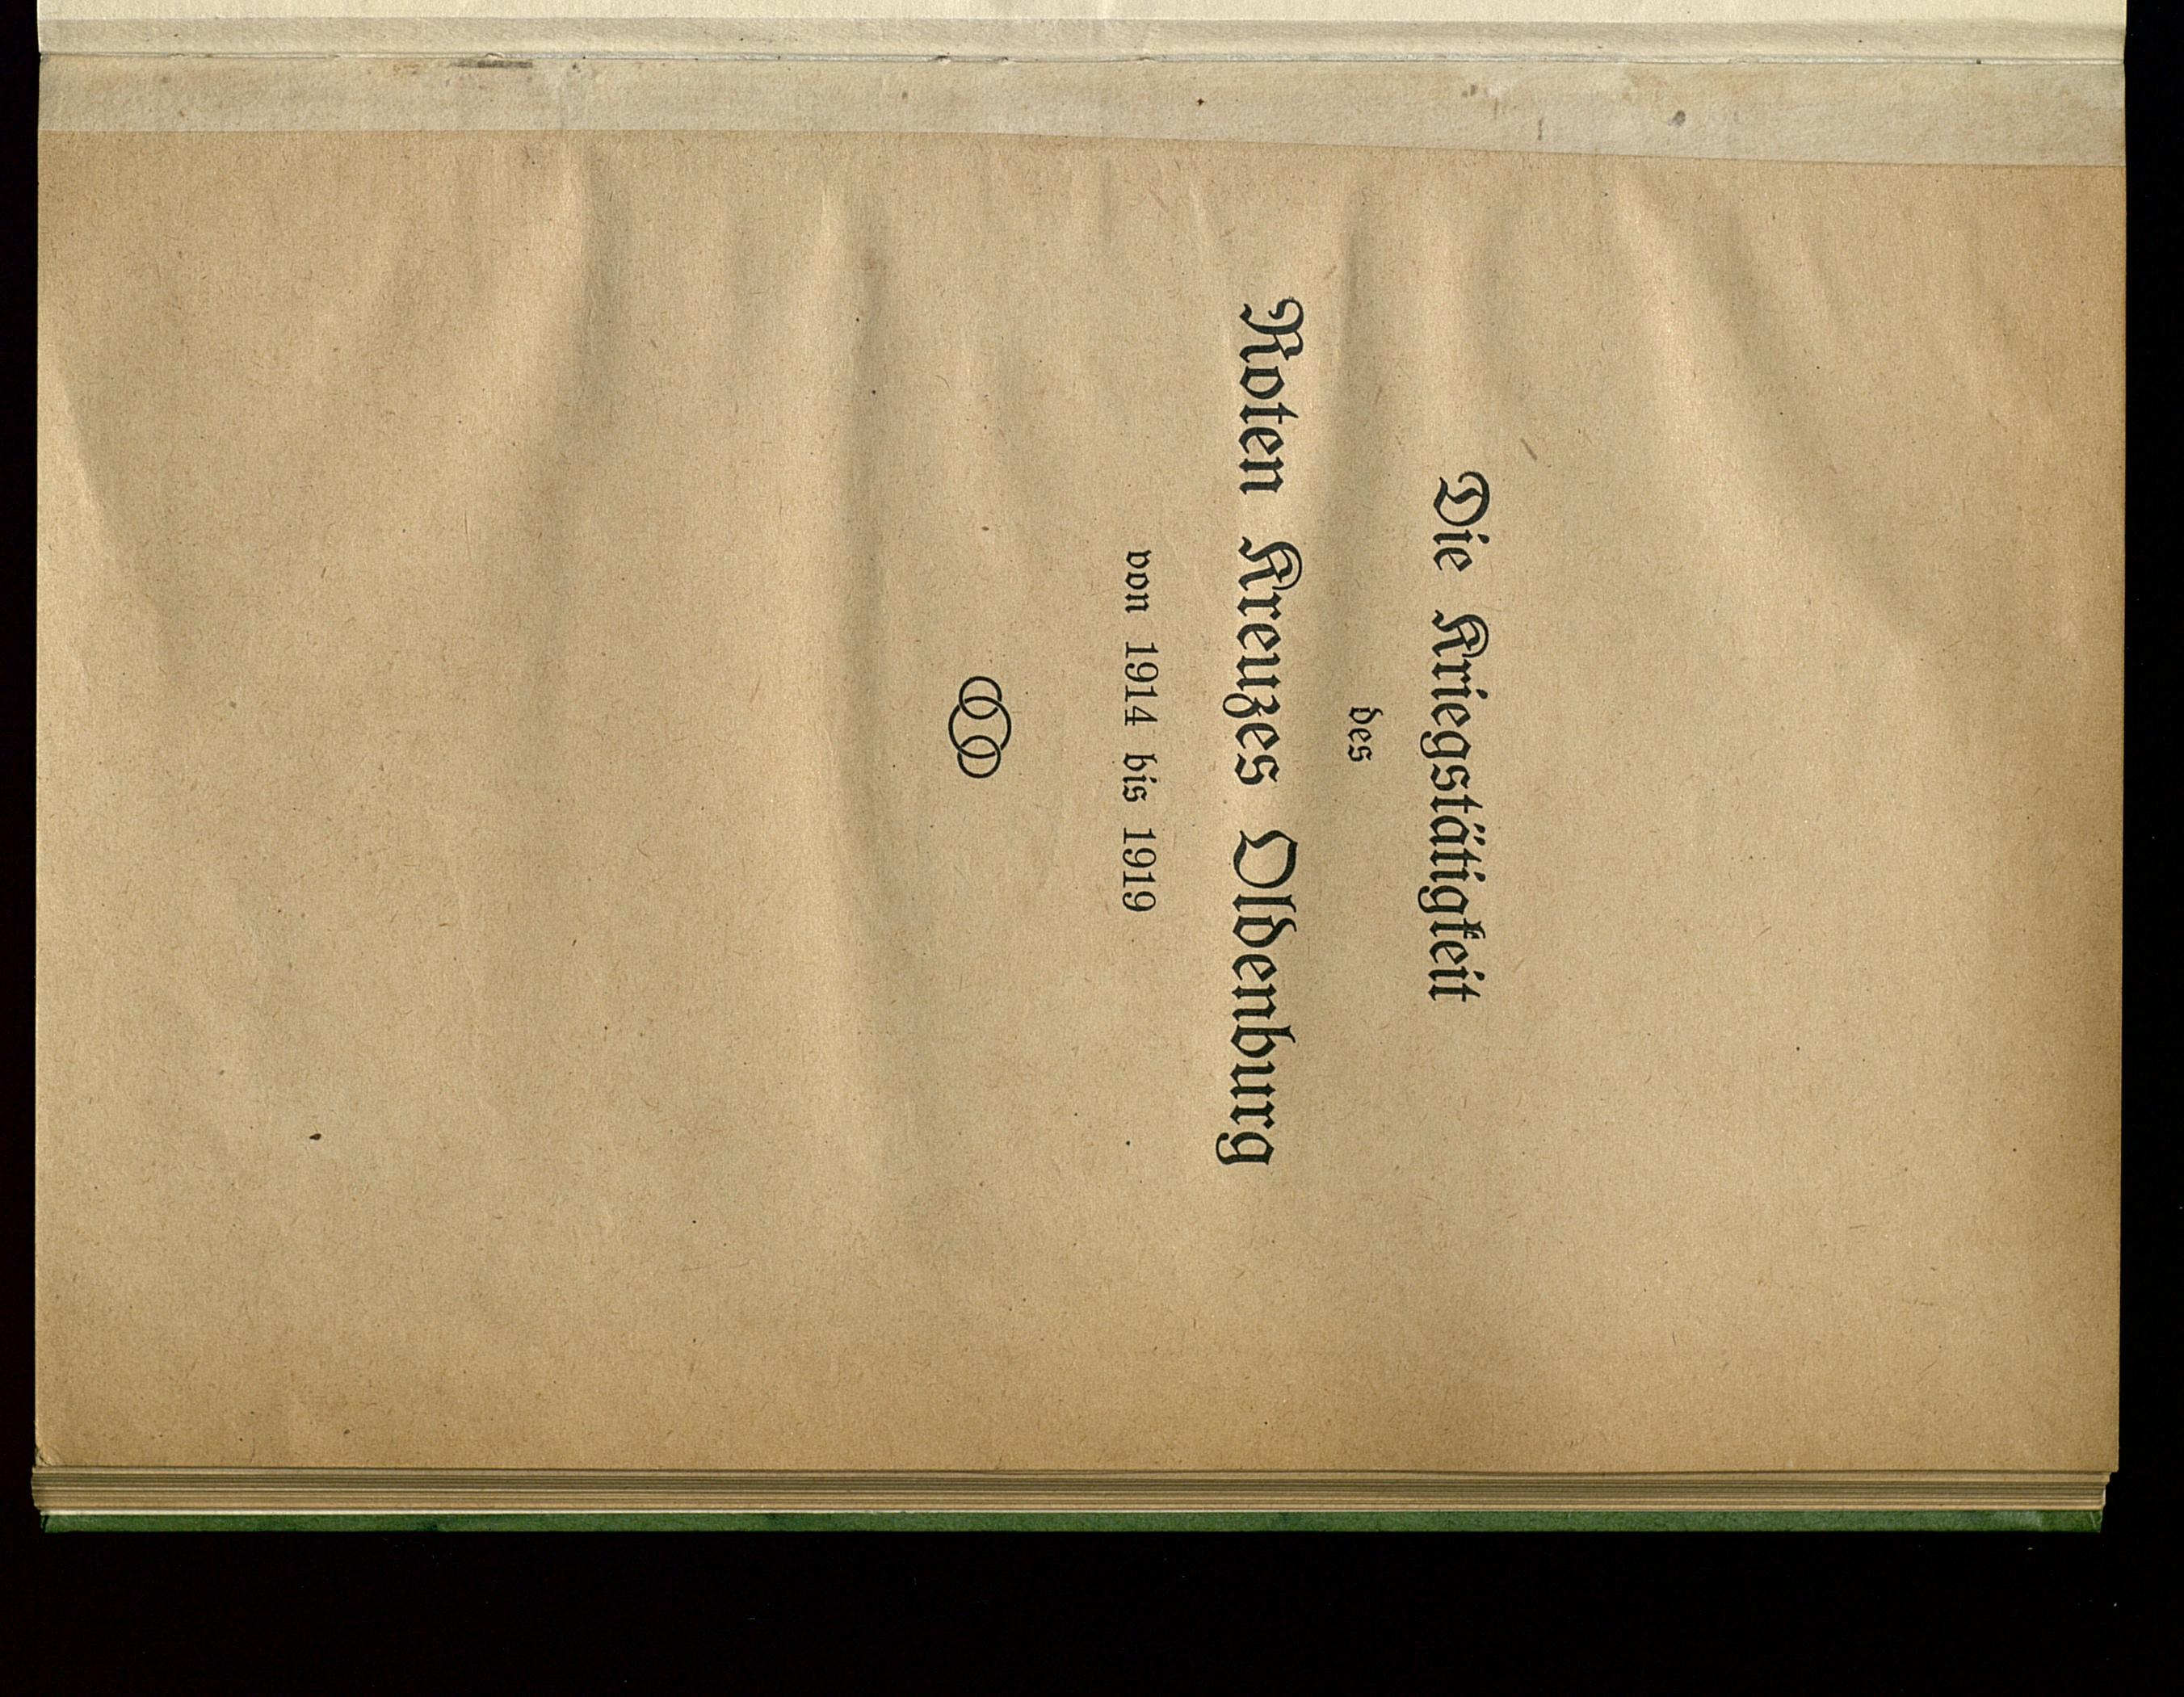 Die Kriegstätigkeit
des
Roten Kreuzes Oldenburg
von 1914 bis 1919